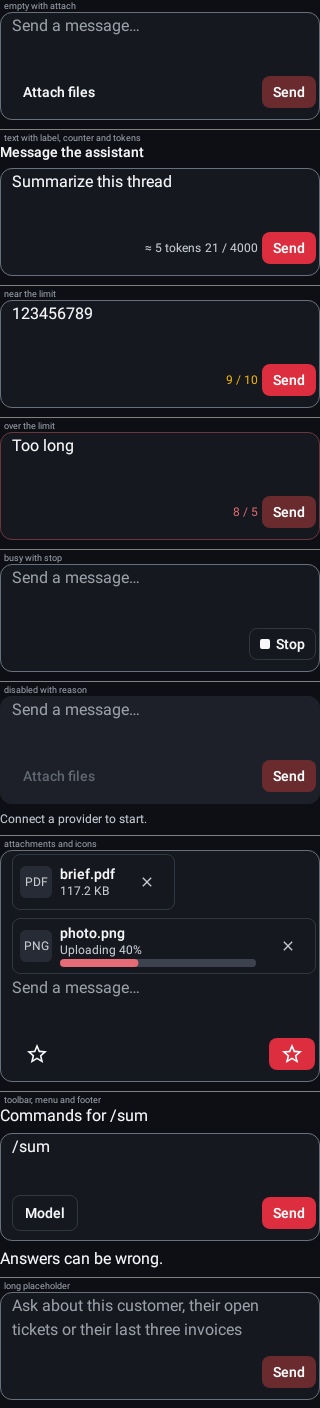 empty with attach
Send a message...
Attach files
Send
text with label, counter and tokens
Message the assistant
Summarize this thread
≈ 5 tokens 21 / 4000
Send
near the limit
123456789
9 / 10
Send
over the limit
Too long
8 / 5
Send
busy with stop
Send a message...
Stop
disabled with reason
Send a message...
Attach files
Send
Connect a provider to start.
attachments and icons
PDF
brief.pdf
117.2 KB
PNG
photo.png
Uploading 40%
Send a message...
toolbar, menu and footer
Commands for /sum
/sum
Model
Send
Answers can be wrong.
long placeholder
Ask about this customer, their open
tickets or their last three invoices
Send